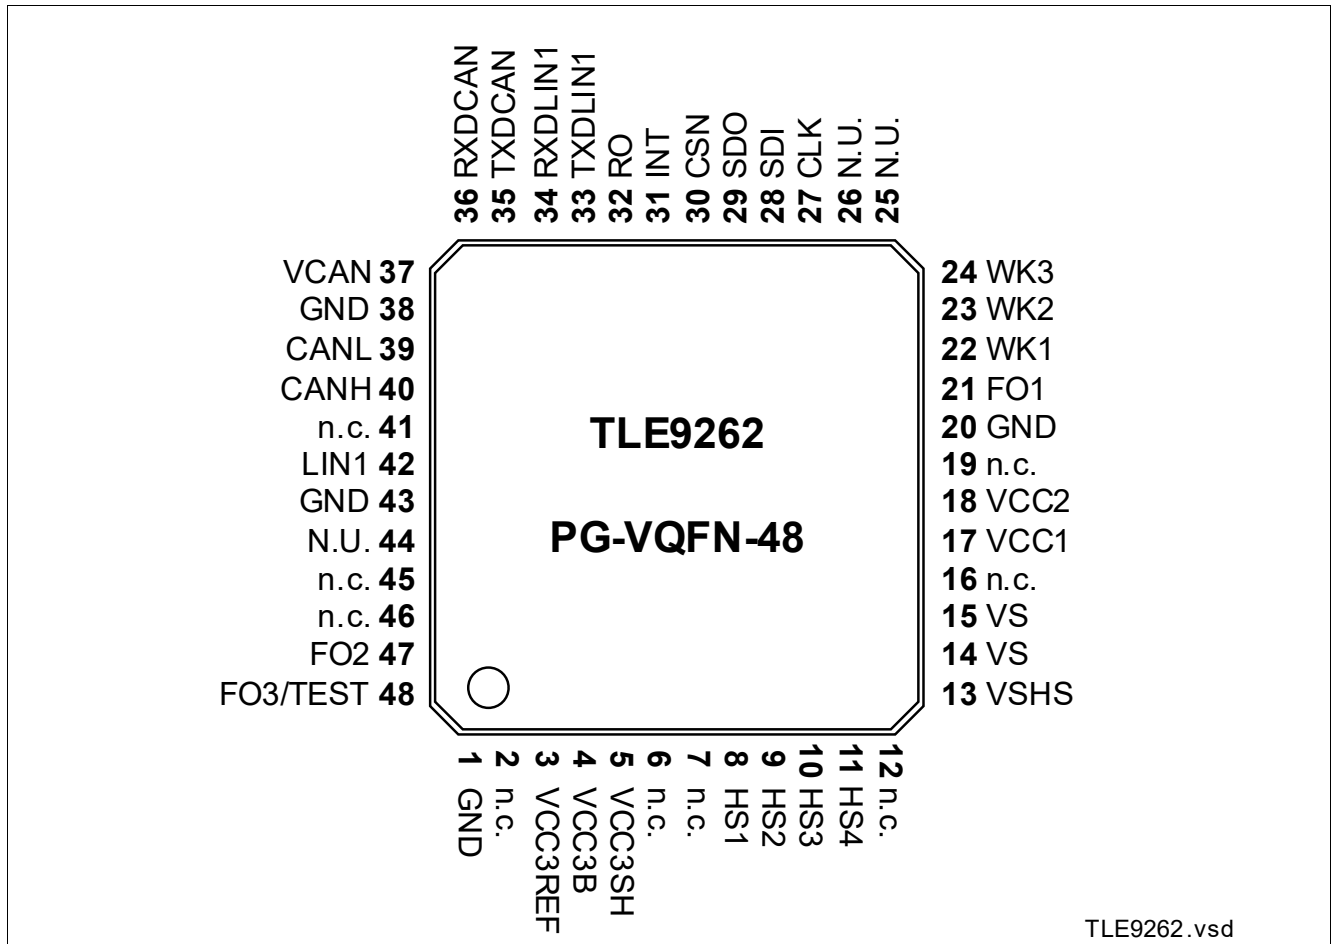 36 RXDCAN
35 TXDCAN
34 RXDLIN1
33 TXDLIN1
32 RO
31 INT
30 CSN
29 SDO
28 SDI
27 CLK
26 N.U.
25 N.U.
VCAN 37
GND 38
CANL 39
CANH 40
n.c. 41
LIN1 42
GND 43
N.U. 44
n.c. 45
n.c. 46
FO2 47
FO3/TEST 48
TLE9262
PG-VQFN-48
24 WK3
23 WK2
22 WK1
21 FO1
20 GND
19 n.c.
18 VCC2
17 VCC1
16 n.c.
15 VS
14 VS
13 VSHS
1 GND
2 n.c.
3 VCC3REF
4 VCC3B
5 VCC3SH
6 n.c.
7 n.c.
8 HS1
9 HS2
10 HS3
11 HS4
12 n.c.
TLE9262.vsd